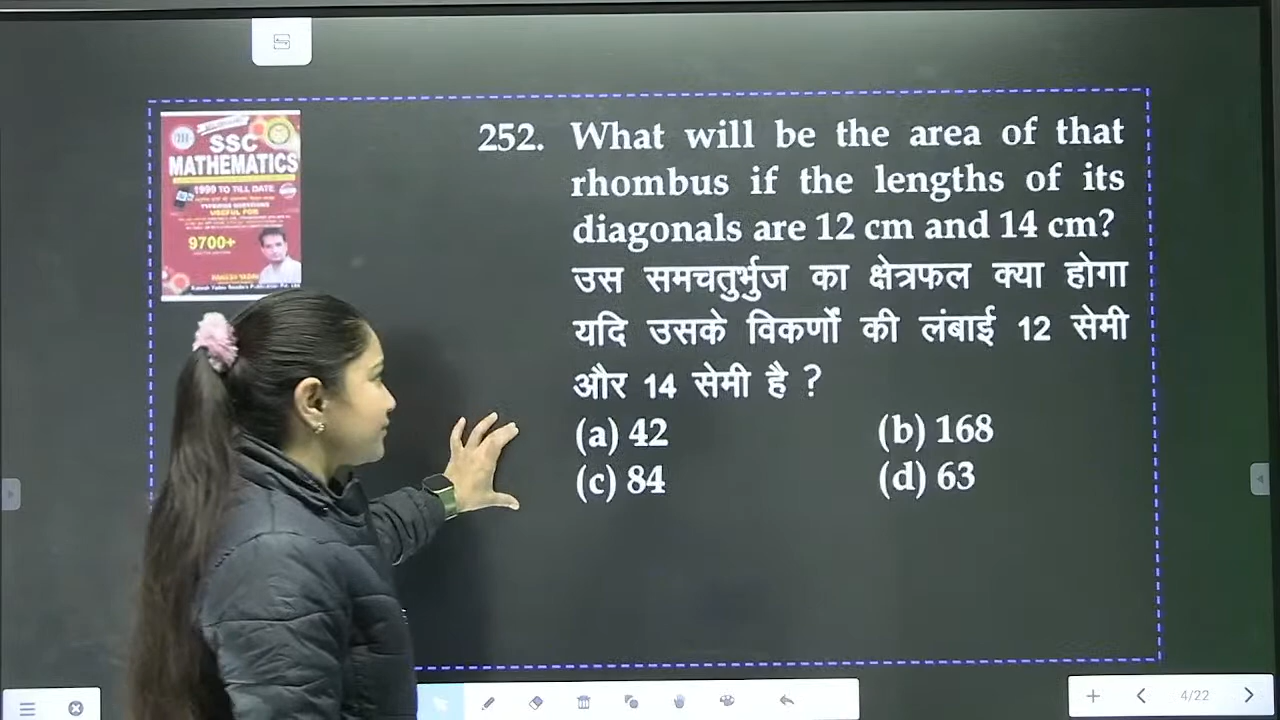 SSC
MATHEMATICS
1999 TO TILL DATE
USEFUL FOR
9700+
252. What will be the area of that
rhombus if the lengths of its
diagonals are 12 cm and 14 cm?
उस समचतुर्भुज का क्षेत्रफल क्या होगा
यदि उसके विकर्णों की लंबाई 12 सेमी
और 14 सेमी है ?
(a) 42 (b) 168
(c) 84 (d) 63
4/22